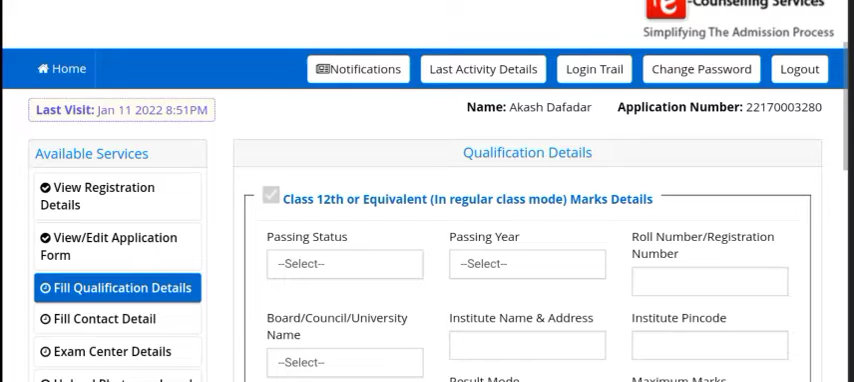 -Counselling Services
Simplifying The Admission Process
Home
Notifications
Last Activity Details
Login Trail
Change Password
Logout
Last Visit: Jan 11 2022 8:51PM
Name: Akash Dafadar
Application Number: 22170003280
Available Services
View Registration
Details
View/Edit Application
Form
Fill Qualification Details
Fill Contact Detail
Exam Center Details
Qualification Details
Class 12th or Equivalent (In regular class mode) Marks Details
Passing Status
Passing Year
Roll Number/Registration
Number
--Select--
--Select--
Board/Council/University
Name
Institute Name & Address
Institute Pincode
--Select--
Result Mode
Maximum Marks